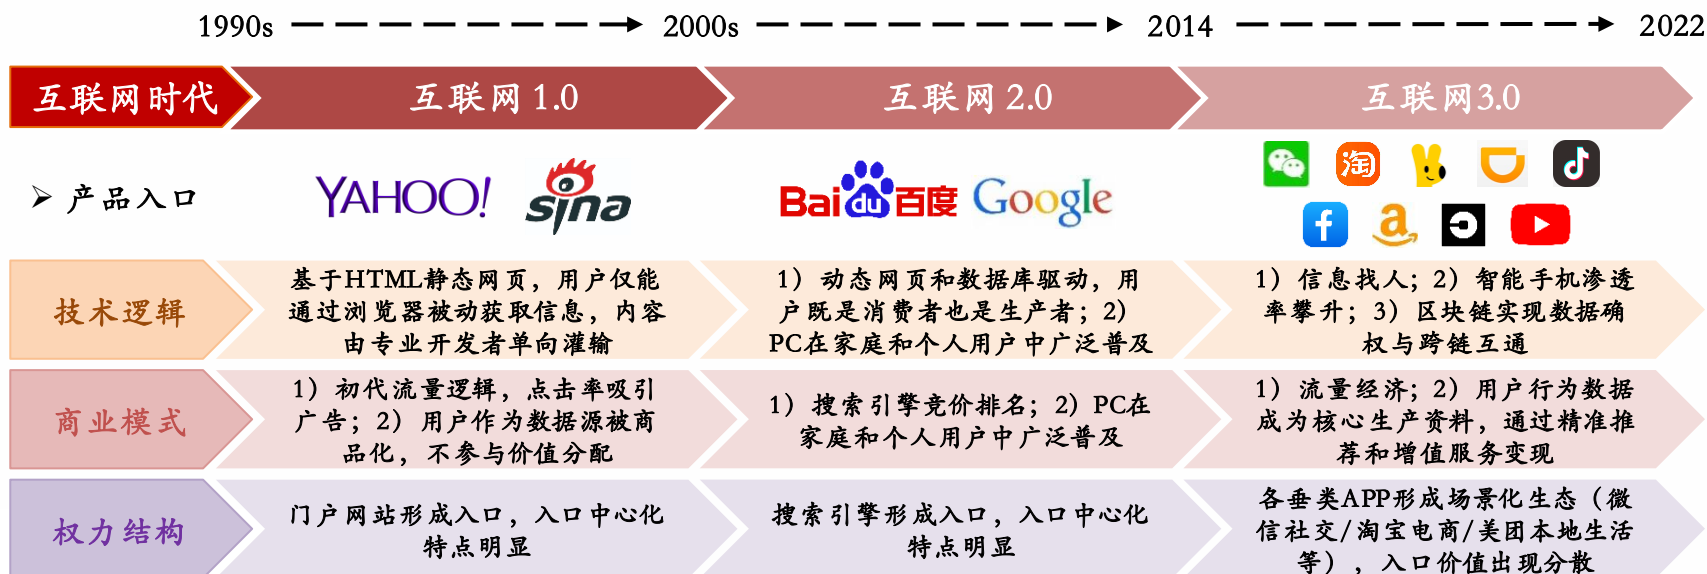 1990s 2000s 2014 2022
互联网时代 互联网 1.0 互联网 2.0 互联网3.0
产品入口 YAHOO! sina Bai du 百度 Google 淘 a
技术逻辑
基于HTML静态网页，用户仅能
通过浏览器被动获取信息，内容
由专业开发者单向灌输
1）动态网页和数据库驱动，用
户既是消费者也是生产者；2）
PC在家庭和个人用户中广泛普及
1）信息找人；2）智能手机渗透
率攀升；3）区块链实现数据确
权与跨链互通
商业模式
1）初代流量逻辑，点击率吸引
广告；2）用户作为数据源被商
品化，不参与价值分配
1）搜索引擎竞价排名；2）PC在
家庭和个人用户中广泛普及
1）流量经济；2）用户行为数据
成为核心生产资料，通过精准推
荐和增值服务变现
权力结构
门户网站形成入口，入口中心化
特点明显
搜索引擎形成入口，入口中心化
特点明显
各垂类APP形成场景化生态（微
信社交/淘宝电商/美团本地生活
等），入口价值出现分散